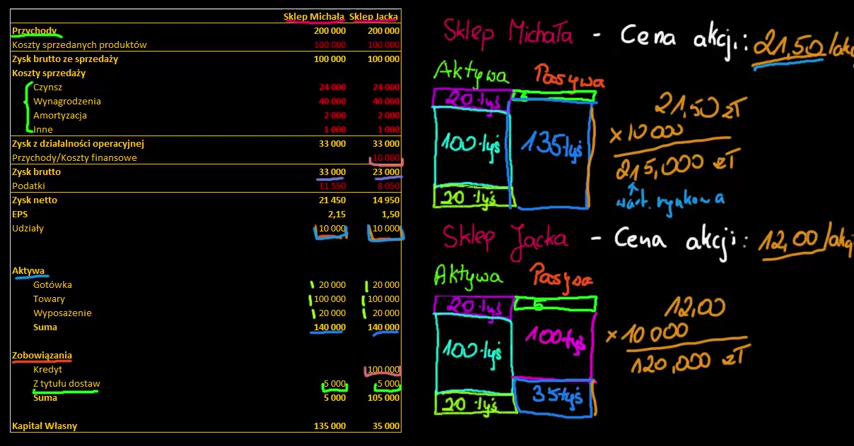 Sklep Michała Sklep Jacka
Przychody 200 000 200 000
Koszty sprzedanych produktów 100 000 100 000
Zysk brutto ze sprzedaży 100 000 100 000
Koszty sprzedaży
Czynsz 24 000 24 000
Wynagrodzenia 40 000 40 000
Amortyzacja 2 000 2 000
Inne 1 000 1 000
Zysk z działalności operacyjnej 33 000 33 000
Przychody/Koszty finansowe 10 000
Zysk brutto 33 000 23 000
Podatki 11 550 8 050
Zysk netto 21 450 14 950
EPS 2,15 1,50
Udziały 10 000 10 000
Aktywa
Gotówka 20 000 20 000
Towary 100 000 100 000
Wyposażenie 20 000 20 000
Suma 140 000 140 000
Zobowiązania
Kredyt 100 000
Z tytułu dostaw 5 000 5 000
Suma 5 000 105 000
Kapitał Własny 135 000 35 000
Sklep Michała - Cena akcji: 21,50/akc
Aktywa Pasywa
20 tyś 5
100 tyś 135 tyś
20 tyś
21,50 zł
x 10 000
215,000 zł
wart. rynkowa
Sklep Jacka - Cena akcji: 12,00/akc
Aktywa Pasywa
20 tyś 5
100 tyś 100 tyś
20 tyś 35 tyś
12,00
x 10 000
120,000 zł